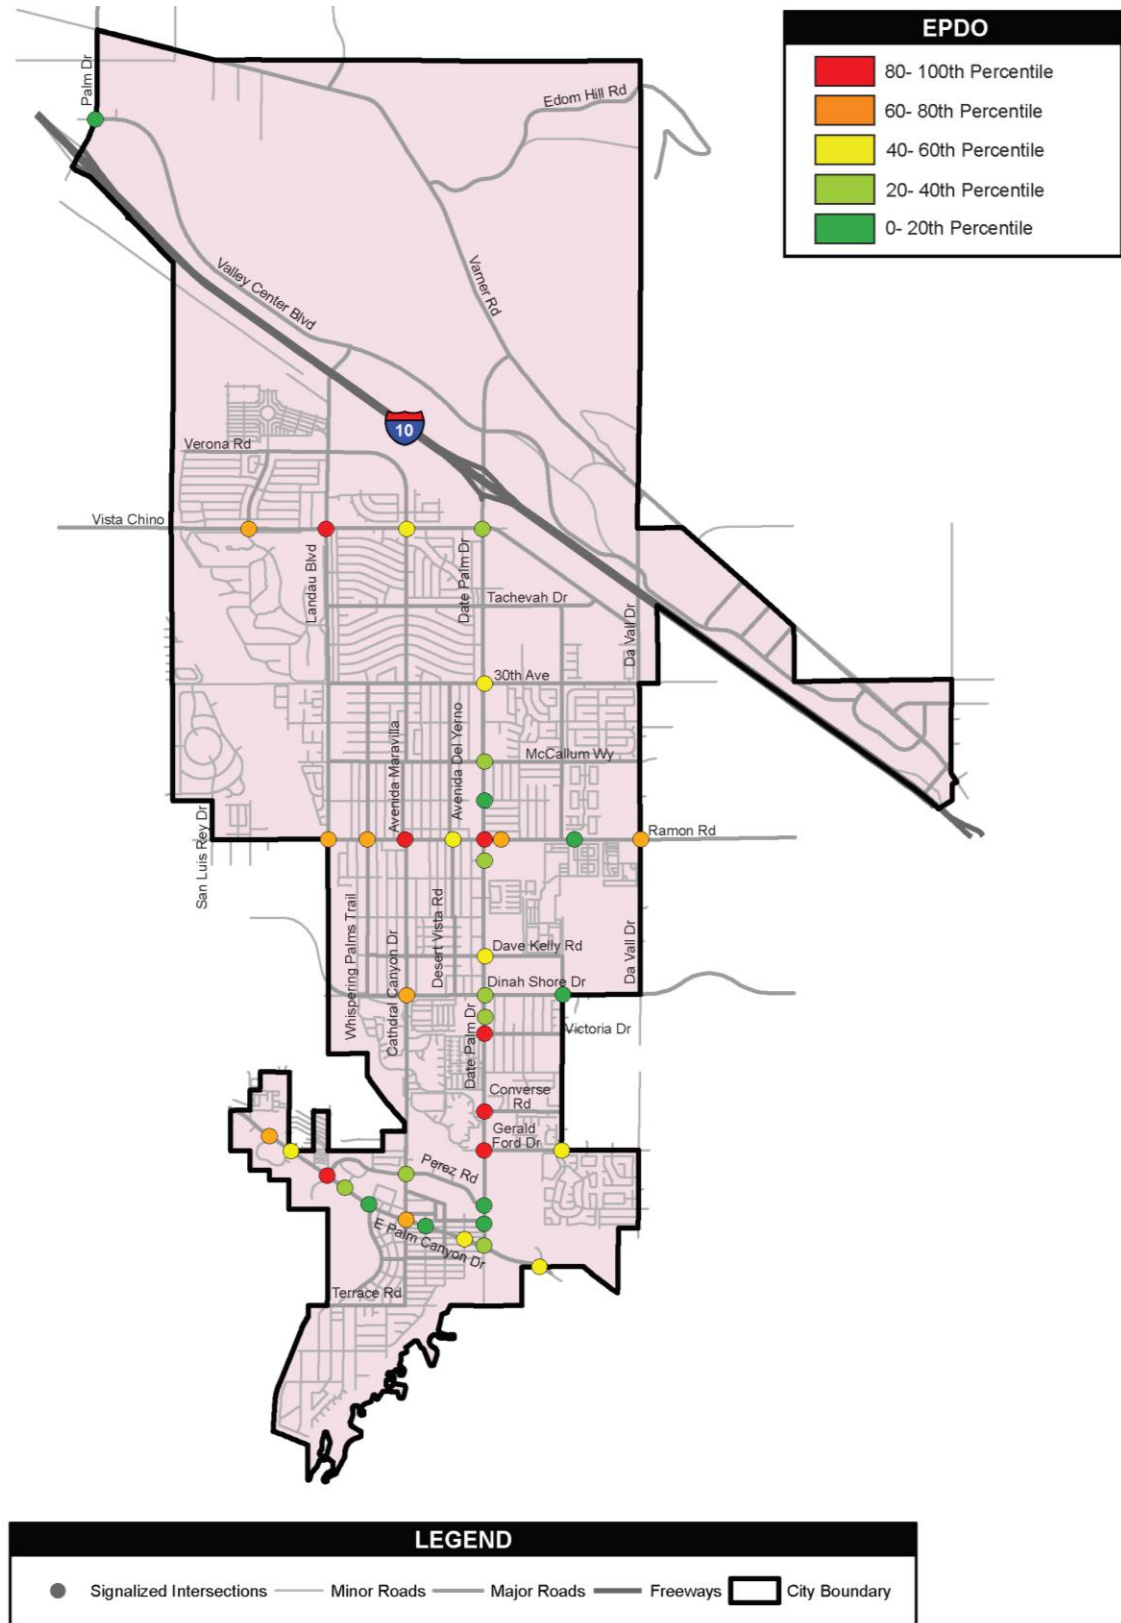 EPDO
80- 100th Percentile
60- 80th Percentile
40- 60th Percentile
20- 40th Percentile
0- 20th Percentile
Palm Dr
Edom Hill Rd
Varner Rd
Valley Center Blvd
10
Verona Rd
Vista Chino
Landau Blvd
Date Palm Dr
Tachevah Dr
Da Vall Dr
30th Ave
Avenida Maravilla
Avenida Del Yerno
McCallum Wy
San Luis Rey Dr
Ramon Rd
Whispering Palms Trail
Cathdral Canyon Dr
Desert Vista Rd
Dave Kelly Rd
Da Vall Dr
Dinah Shore Dr
Date Palm Dr
Victoria Dr
Converse
Rd
Gerald
Ford Dr
Perez Rd
E Palm Canyon Dr
Terrace Rd
LEGEND
Signalized Intersections
Minor Roads
Major Roads
Freeways
City Boundary